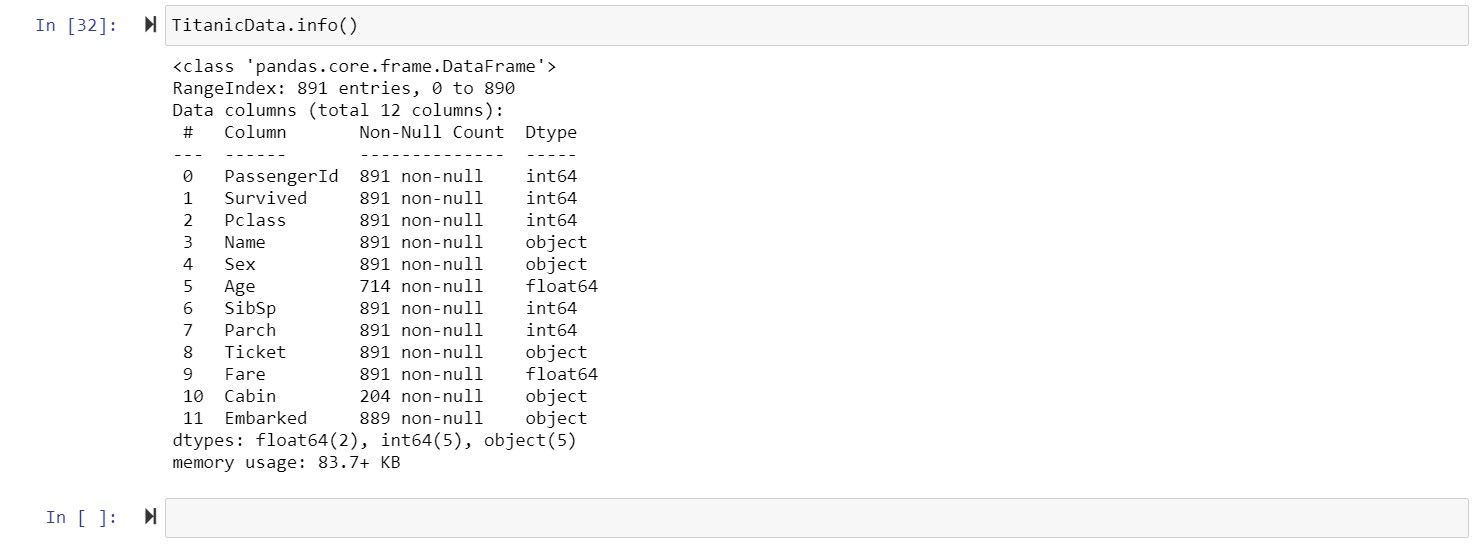 In [32]: TitanicData.info()
<class 'pandas.core.frame.DataFrame'>
RangeIndex: 891 entries, 0 to 890
Data columns (total 12 columns):
 #   Column       Non-Null Count  Dtype
---  ------       --------------  -----
 0   PassengerId  891 non-null    int64
 1   Survived     891 non-null    int64
 2   Pclass       891 non-null    int64
 3   Name         891 non-null    object
 4   Sex          891 non-null    object
 5   Age          714 non-null    float64
 6   SibSp        891 non-null    int64
 7   Parch        891 non-null    int64
 8   Ticket       891 non-null    object
 9   Fare         891 non-null    float64
 10  Cabin        204 non-null    object
 11  Embarked     889 non-null    object
dtypes: float64(2), int64(5), object(5)
memory usage: 83.7+ KB
In [ ]: